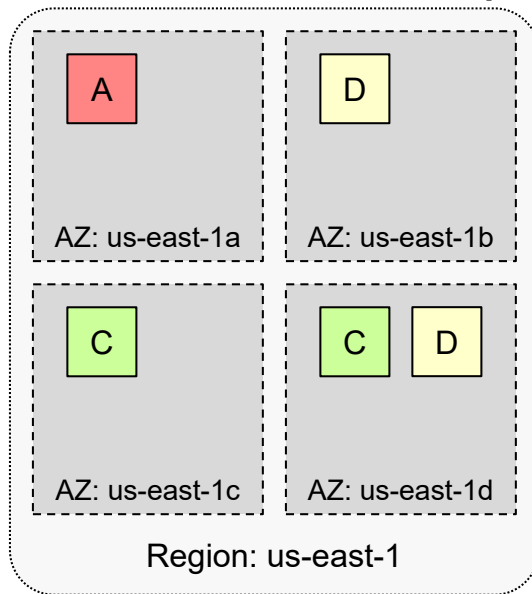 A
D
AZ: us-east-1a
AZ: us-east-1b
C
C D
AZ: us-east-1c
AZ: us-east-1d
Region: us-east-1